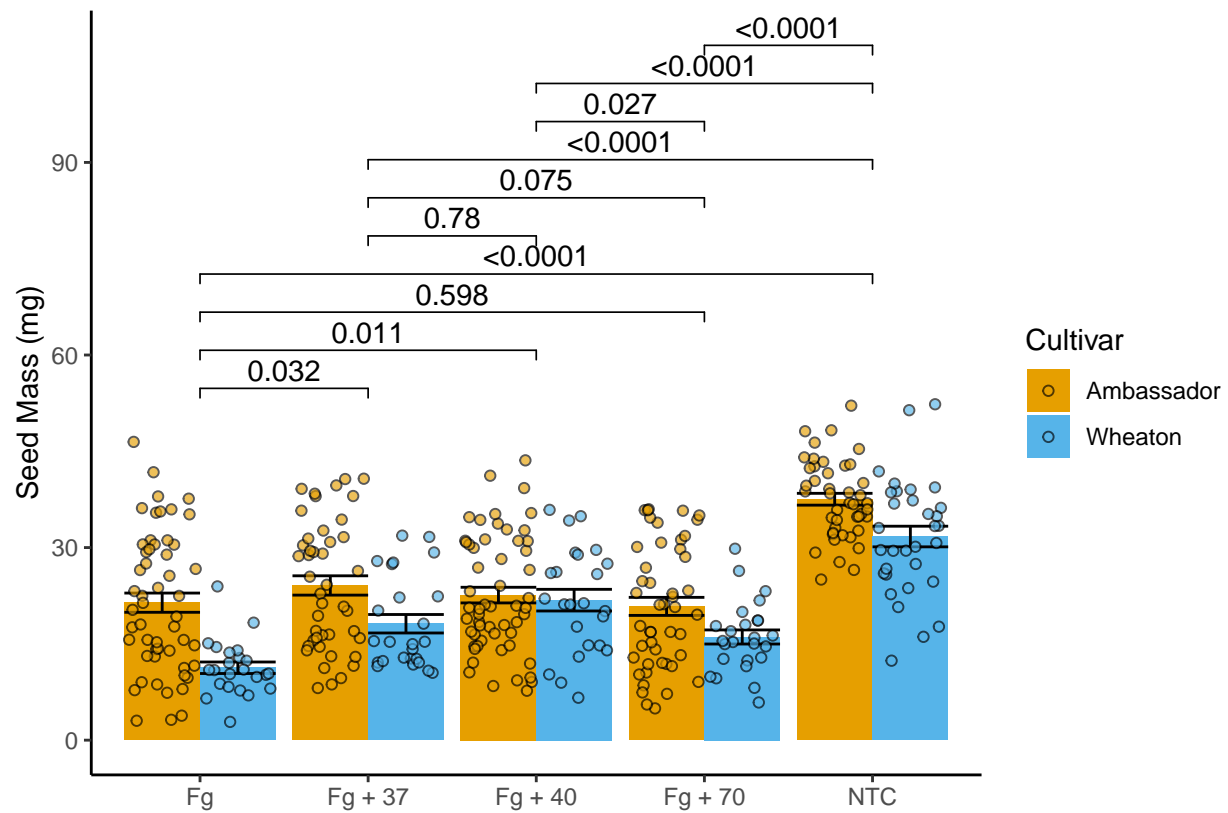 <0.0001
<0.0001
0.027
<0.0001
0.075
0.78
<0.0001
0.598
0.011
0.032
90
60
30
0
Seed Mass (mg)
Fg
Fg + 37
Fg + 40
Fg + 70
NTC
Cultivar
Ambassador
Wheaton